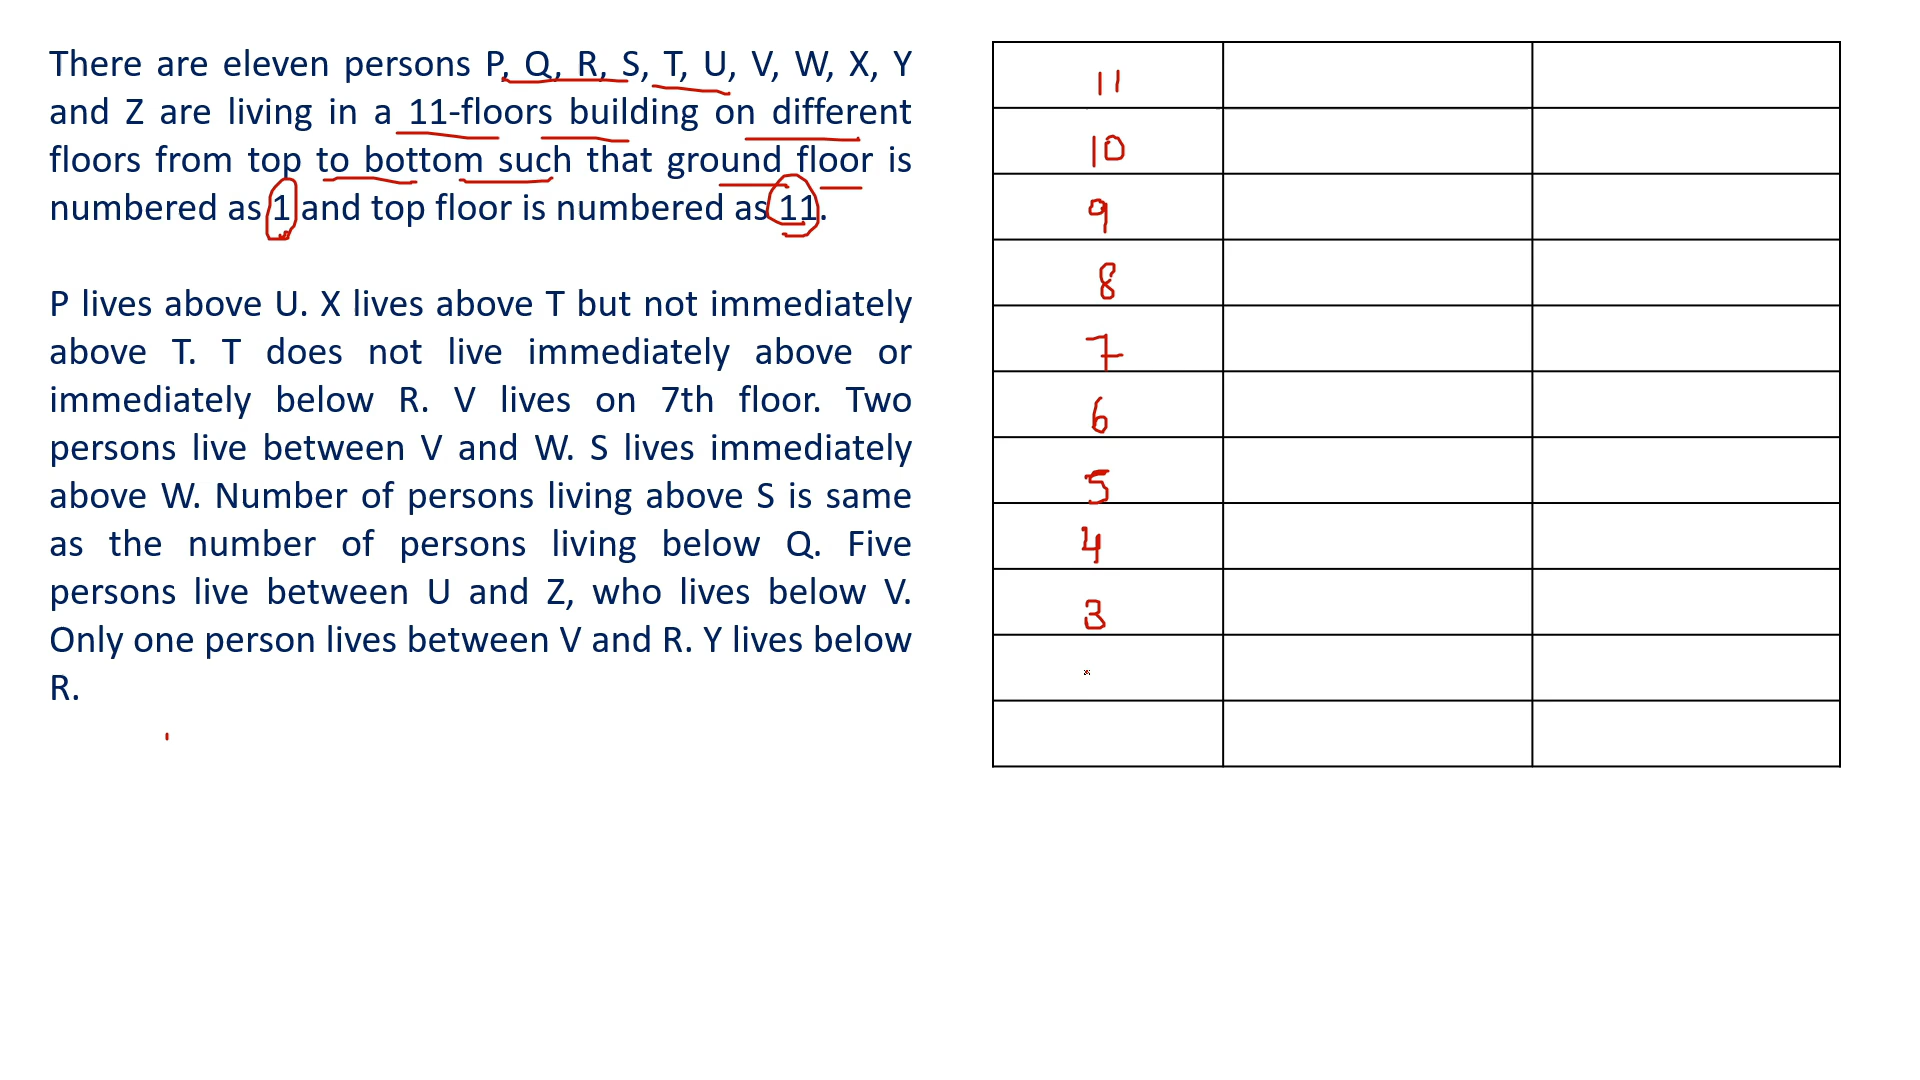 There are eleven persons P, Q, R, S, T, U, V, W, X, Y
and Z are living in a 11-floors building on different
floors from top to bottom such that ground floor is
numbered as 1 and top floor is numbered as 11.
P lives above U. X lives above T but not immediately
above T. T does not live immediately above or
immediately below R. V lives on 7th floor. Two
persons live between V and W. S lives immediately
above W. Number of persons living above S is same
as the number of persons living below Q. Five
persons live between U and Z, who lives below V.
Only one person lives between V and R. Y lives below
R.
11
10
9
8
7
6
5
4
3